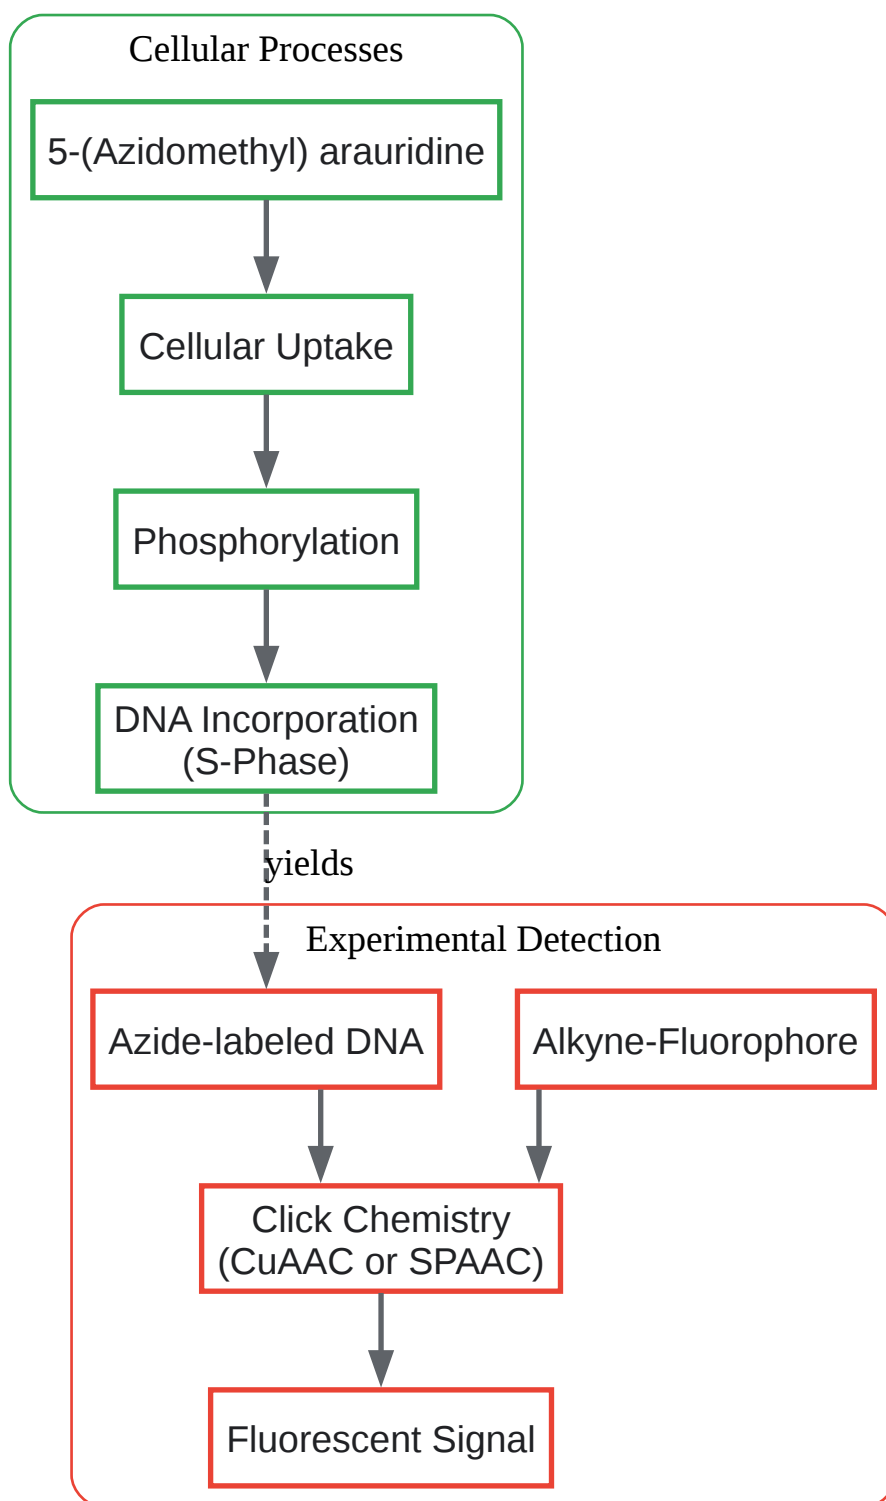 Cellular Processes
5-(Azidomethyl) arauridine
Cellular Uptake
Phosphorylation
DNA Incorporation
(S-Phase)
yields
Experimental Detection
Azide-labeled DNA
Alkyne-Fluorophore
Click Chemistry
(CuAAC or SPAAC)
Fluorescent Signal